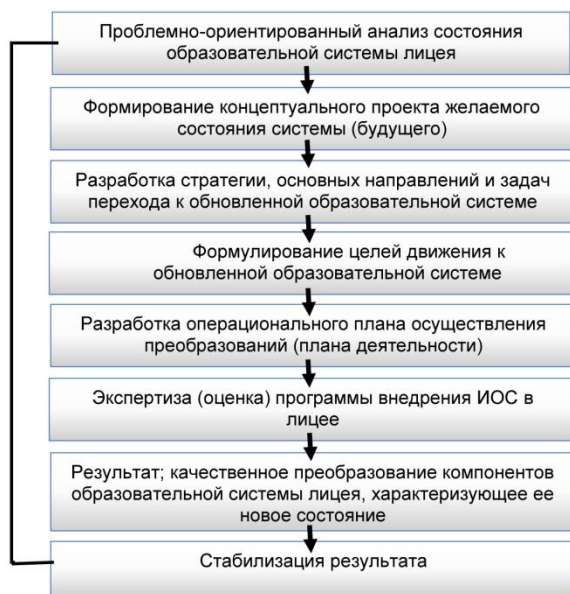 Проблемно-ориентированный анализ состояния
образовательной системы лицея
Формирование концептуального проекта желаемого
состояния системы (будущего)
Разработка стратегии, основных направлений и задач
перехода к обновленной образовательной системе
Формулирование целей движения к
обновленной образовательной системе
Разработка операционального плана осуществления
преобразований (плана деятельности)
Экспертиза (оценка) программы внедрения ИОС в
лицее
Результат; качественное преобразование компонентов
образовательной системы лицея, характеризующее ее
новое состояние
Стабилизация результата